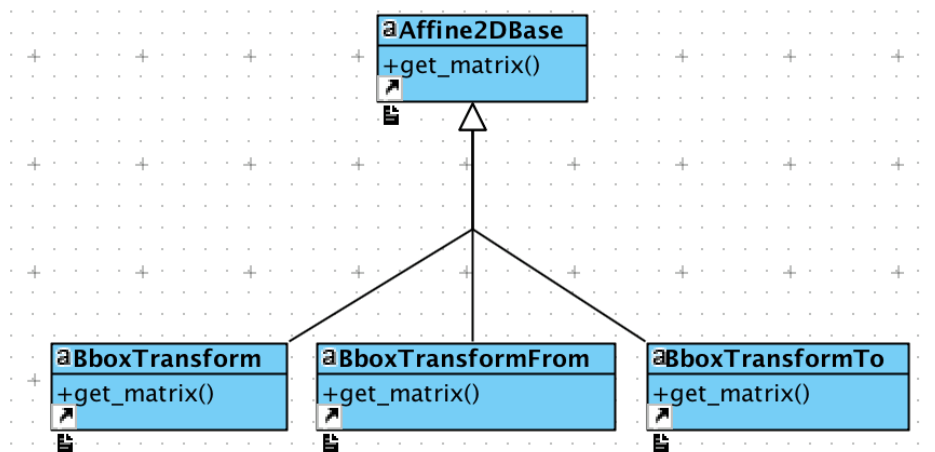 Affine2DBase
+get_matrix()
BboxTransform
+get_matrix()
BboxTransformFrom
+get_matrix()
BboxTransformTo
+get_matrix()